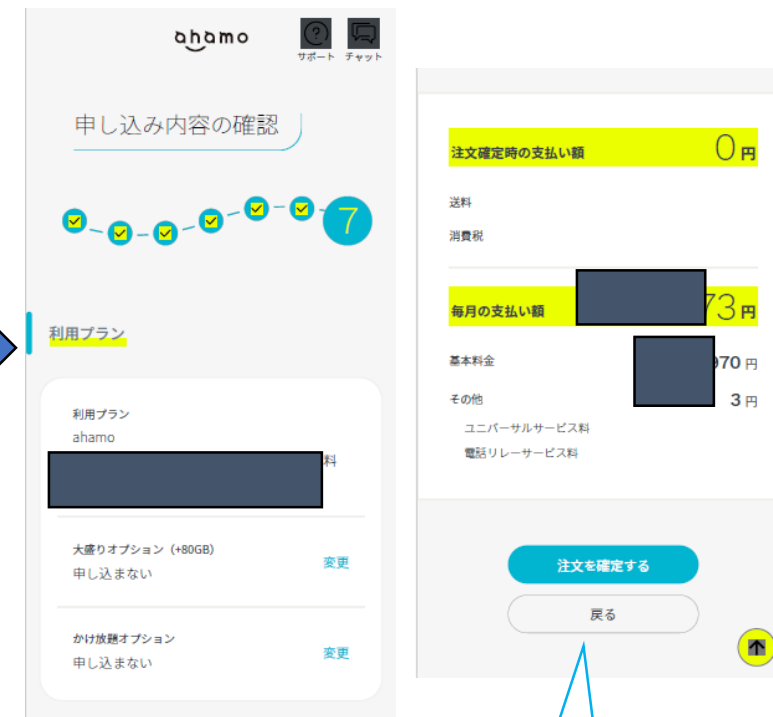 ahamo
サポート チャット
申し込み内容の確認
7
利用プラン
利用プラン
ahamo
料
大盛りオプション（+80GB）
申し込まない
変更
かけ放題オプション
申し込まない
変更
注文確定時の支払い額 0 円
送料
消費税
毎月の支払い額 73 円
基本料金 970 円
その他 3 円
ユニバーサルサービス料
電話リレーサービス料
注文を確定する
戻る